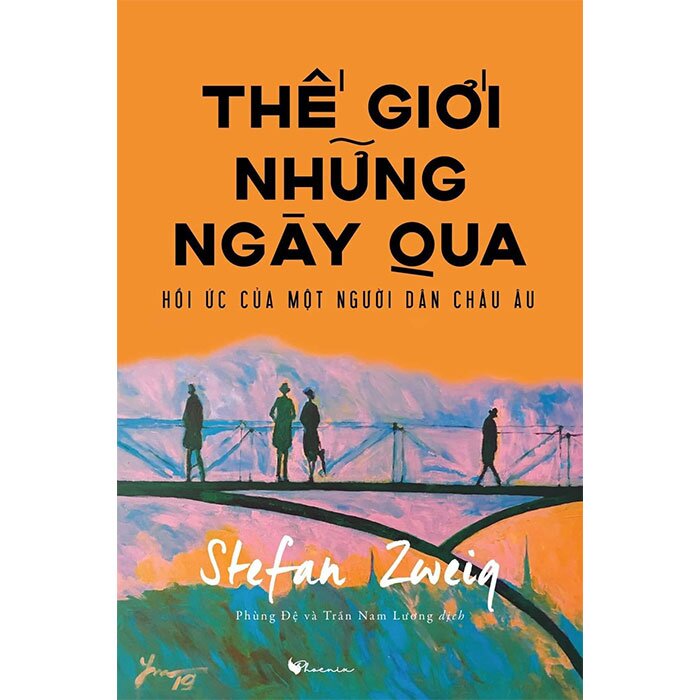 THẾ GIỚI
NHỮNG
NGÀY QUA
HỒI ỨC CỦA MỘT NGƯỜI DÂN CHÂU ÂU
Stefan Zweig
Phùng Đệ và Trần Nam Lương dịch
Phoenix